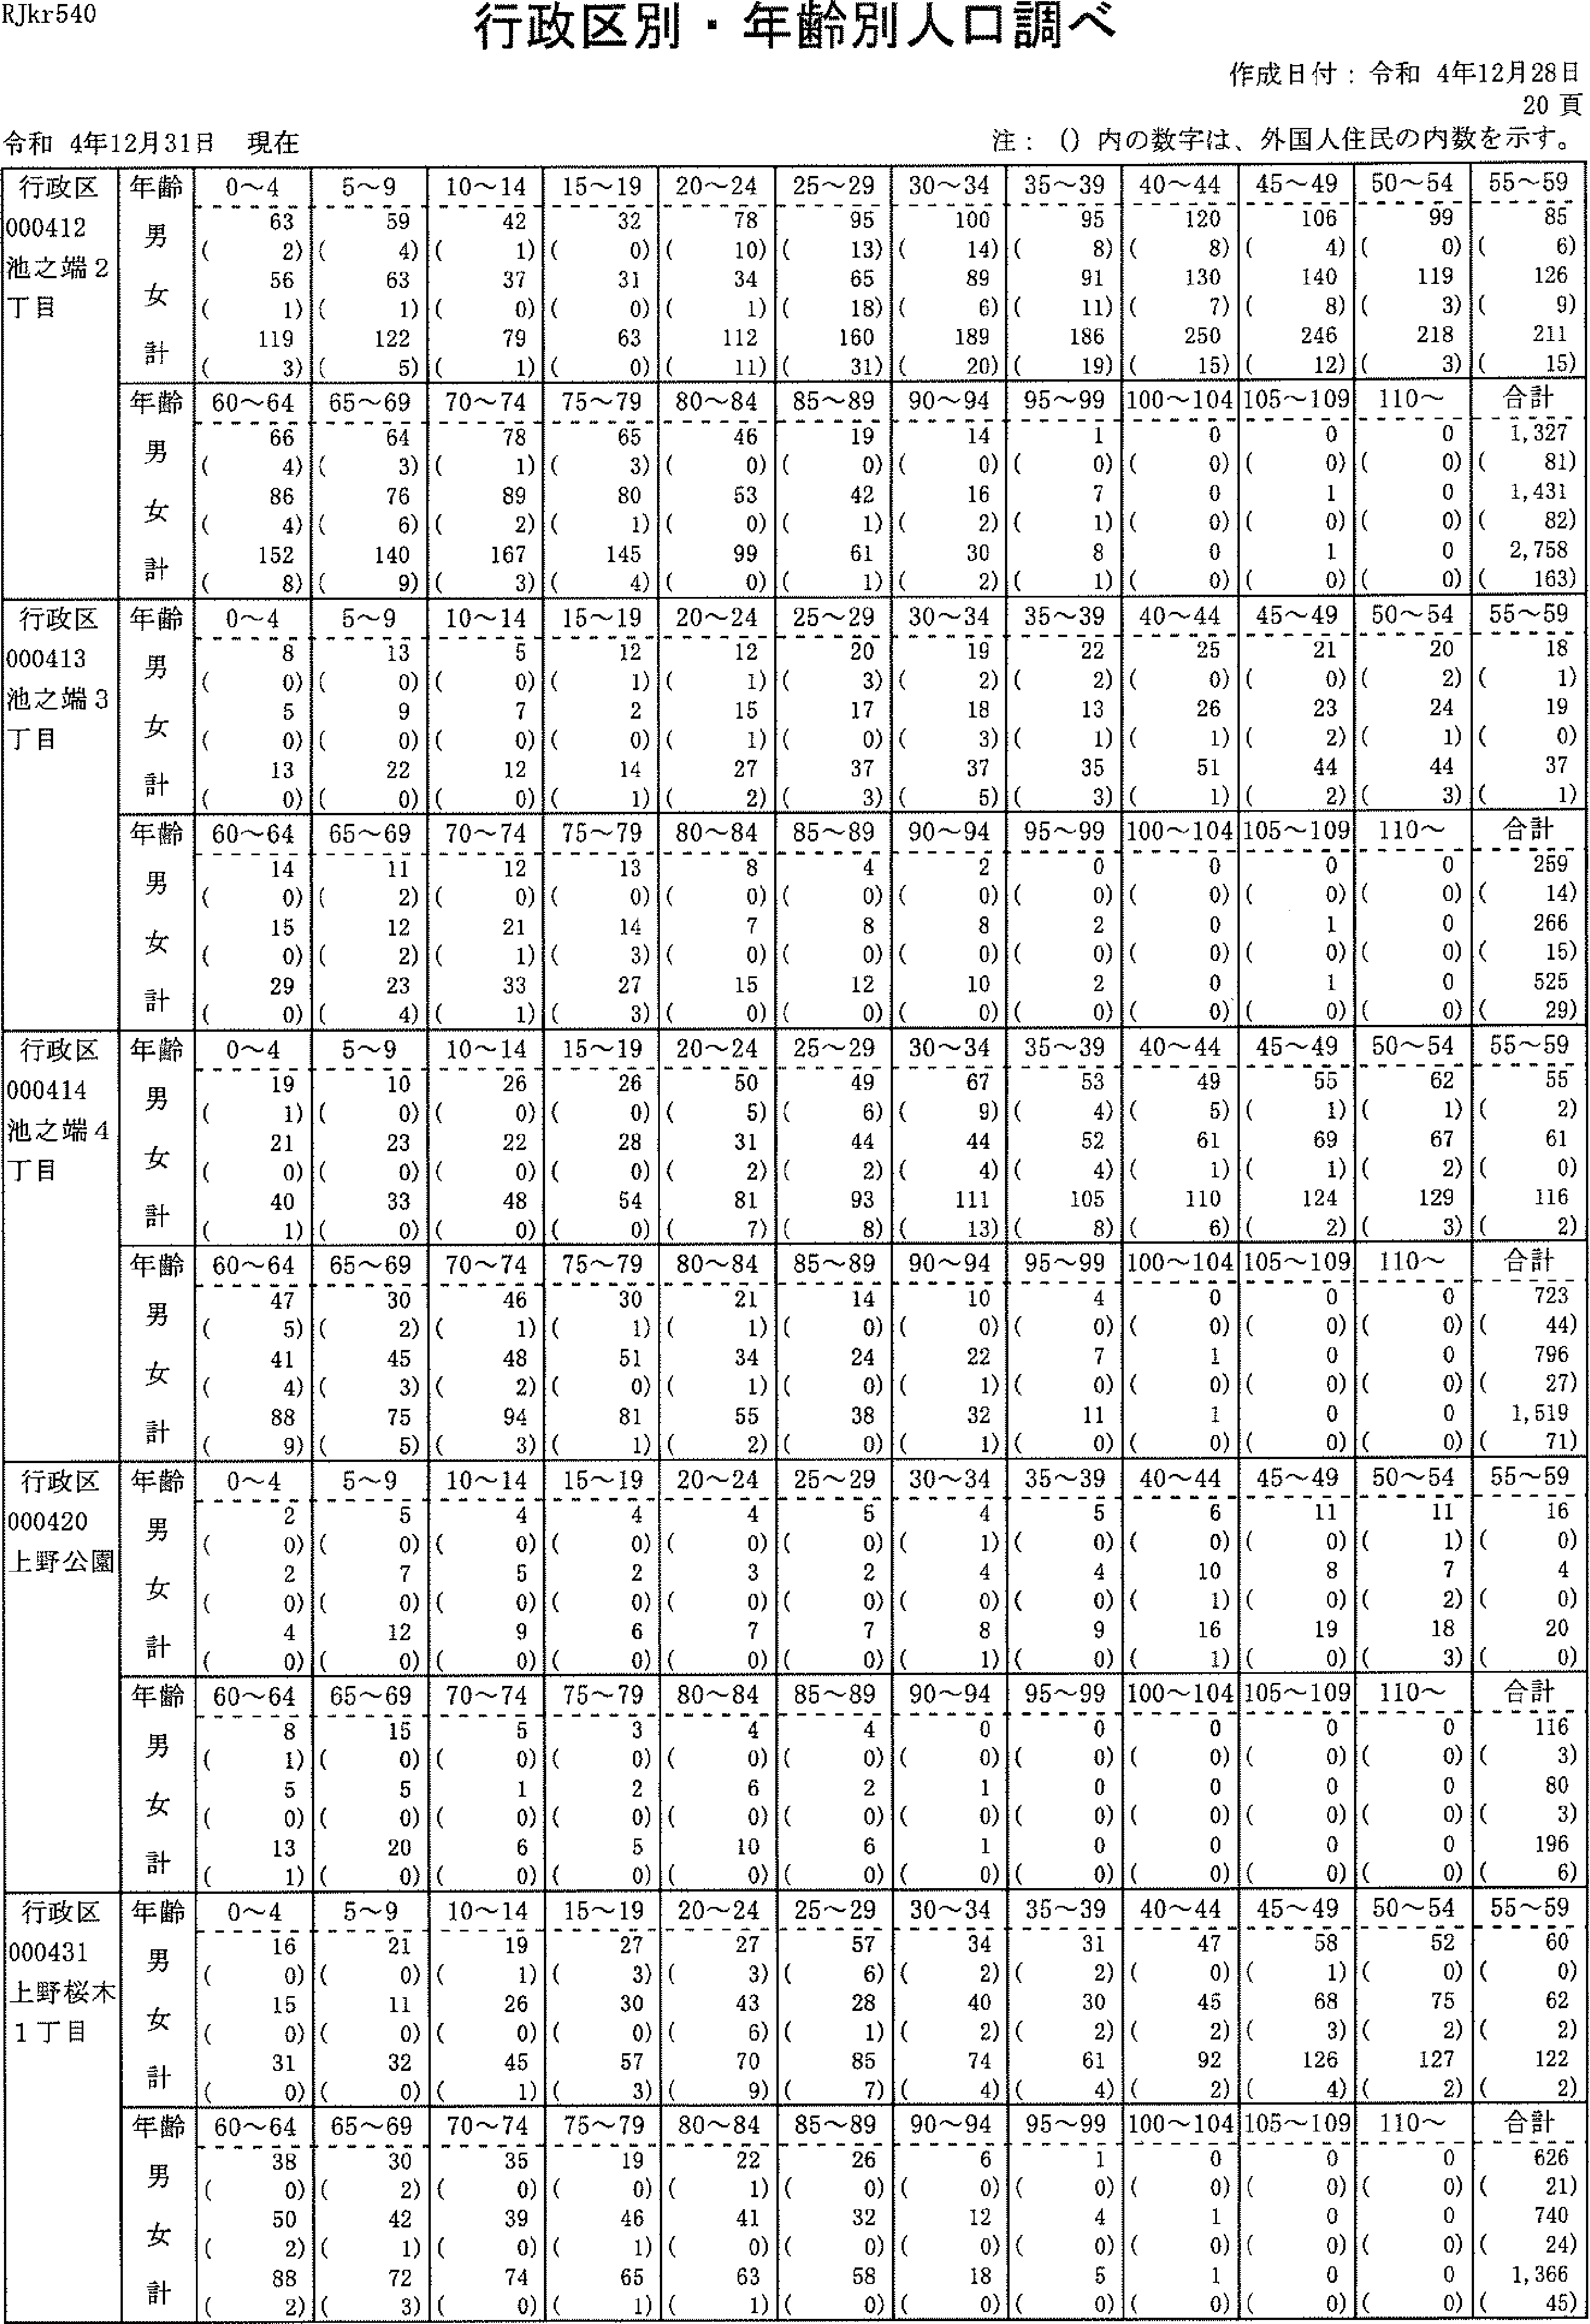 RJkr540
行政区別・年齢別人口調べ
作成日付：令和 4年12月28日
20 頁
令和 4年12月31日 現在
注： () 内の数字は、外国人住民の内数を示す。
行政区 年齢 0～4 5～9 10～14 15～19 20～24 25～29 30～34 35～39 40～44 45～49 50～54 55～59
000412 男 63 59 42 32 78 95 100 95 120 106 99 85
( 2) ( 4) ( 1) ( 0) ( 10) ( 13) ( 14) ( 8) ( 8) ( 4) ( 0) ( 6)
池之端２ 女 56 63 37 31 34 65 89 91 130 140 119 126
丁目 ( 1) ( 1) ( 0) ( 0) ( 1) ( 18) ( 6) ( 11) ( 7) ( 8) ( 3) ( 9)
計 119 122 79 63 112 160 189 186 250 246 218 211
( 3) ( 5) ( 1) ( 0) ( 11) ( 31) ( 20) ( 19) ( 15) ( 12) ( 3) ( 15)
年齢 60～64 65～69 70～74 75～79 80～84 85～89 90～94 95～99 100～104 105～109 110～ 合計
男 66 64 78 65 46 19 14 1 0 0 0 1,327
( 4) ( 3) ( 1) ( 3) ( 0) ( 0) ( 0) ( 0) ( 0) ( 0) ( 0) ( 81)
女 86 76 89 80 53 42 16 7 0 1 0 1,431
( 4) ( 6) ( 2) ( 1) ( 0) ( 1) ( 2) ( 1) ( 0) ( 0) ( 0) ( 82)
計 152 140 167 145 99 61 30 8 0 1 0 2,758
( 8) ( 9) ( 3) ( 4) ( 0) ( 1) ( 2) ( 1) ( 0) ( 0) ( 0) ( 163)
行政区 年齢 0～4 5～9 10～14 15～19 20～24 25～29 30～34 35～39 40～44 45～49 50～54 55～59
000413 男 8 13 5 12 12 20 19 22 25 21 20 18
( 0) ( 0) ( 0) ( 1) ( 1) ( 3) ( 2) ( 2) ( 0) ( 0) ( 2) ( 1)
池之端３ 女 5 9 7 2 15 17 18 13 26 23 24 19
丁目 ( 0) ( 0) ( 0) ( 0) ( 1) ( 0) ( 3) ( 1) ( 1) ( 2) ( 1) ( 0)
計 13 22 12 14 27 37 37 35 51 44 44 37
( 0) ( 0) ( 0) ( 1) ( 2) ( 3) ( 5) ( 3) ( 1) ( 2) ( 3) ( 1)
年齢 60～64 65～69 70～74 75～79 80～84 85～89 90～94 95～99 100～104 105～109 110～ 合計
男 14 11 12 13 8 4 2 0 0 0 0 259
( 0) ( 2) ( 0) ( 0) ( 0) ( 0) ( 0) ( 0) ( 0) ( 0) ( 0) ( 14)
女 15 12 21 14 7 8 8 2 0 1 0 266
( 0) ( 2) ( 1) ( 3) ( 0) ( 0) ( 0) ( 0) ( 0) ( 0) ( 0) ( 15)
計 29 23 33 27 15 12 10 2 0 1 0 525
( 0) ( 4) ( 1) ( 3) ( 0) ( 0) ( 0) ( 0) ( 0) ( 0) ( 0) ( 29)
行政区 年齢 0～4 5～9 10～14 15～19 20～24 25～29 30～34 35～39 40～44 45～49 50～54 55～59
000414 男 19 10 26 26 50 49 67 53 49 55 62 55
( 1) ( 0) ( 0) ( 0) ( 5) ( 6) ( 9) ( 4) ( 5) ( 1) ( 1) ( 2)
池之端４ 女 21 23 22 28 31 44 44 52 61 69 67 61
丁目 ( 0) ( 0) ( 0) ( 0) ( 2) ( 2) ( 4) ( 4) ( 1) ( 1) ( 2) ( 0)
計 40 33 48 54 81 93 111 105 110 124 129 116
( 1) ( 0) ( 0) ( 0) ( 7) ( 8) ( 13) ( 8) ( 6) ( 2) ( 3) ( 2)
年齢 60～64 65～69 70～74 75～79 80～84 85～89 90～94 95～99 100～104 105～109 110～ 合計
男 47 30 46 30 21 14 10 4 0 0 0 723
( 5) ( 2) ( 1) ( 1) ( 1) ( 0) ( 0) ( 0) ( 0) ( 0) ( 0) ( 44)
女 41 45 48 51 34 24 22 7 1 0 0 796
( 4) ( 3) ( 2) ( 0) ( 1) ( 0) ( 1) ( 0) ( 0) ( 0) ( 0) ( 27)
計 88 75 94 81 55 38 32 11 1 0 0 1,519
( 9) ( 5) ( 3) ( 1) ( 2) ( 0) ( 1) ( 0) ( 0) ( 0) ( 0) ( 71)
行政区 年齢 0～4 5～9 10～14 15～19 20～24 25～29 30～34 35～39 40～44 45～49 50～54 55～59
000420 男 2 5 4 4 4 5 4 5 6 11 11 16
( 0) ( 0) ( 0) ( 0) ( 0) ( 0) ( 1) ( 0) ( 0) ( 0) ( 1) ( 0)
上野公園 女 2 7 5 2 3 2 4 4 10 8 7 4
( 0) ( 0) ( 0) ( 0) ( 0) ( 0) ( 0) ( 0) ( 1) ( 0) ( 2) ( 0)
計 4 12 9 6 7 7 8 9 16 19 18 20
( 0) ( 0) ( 0) ( 0) ( 0) ( 0) ( 1) ( 0) ( 1) ( 0) ( 3) ( 0)
年齢 60～64 65～69 70～74 75～79 80～84 85～89 90～94 95～99 100～104 105～109 110～ 合計
男 8 15 5 3 4 4 0 0 0 0 0 116
( 1) ( 0) ( 0) ( 0) ( 0) ( 0) ( 0) ( 0) ( 0) ( 0) ( 0) ( 3)
女 5 5 1 2 6 2 1 0 0 0 0 80
( 0) ( 0) ( 0) ( 0) ( 0) ( 0) ( 0) ( 0) ( 0) ( 0) ( 0) ( 3)
計 13 20 6 5 10 6 1 0 0 0 0 196
( 1) ( 0) ( 0) ( 0) ( 0) ( 0) ( 0) ( 0) ( 0) ( 0) ( 0) ( 6)
行政区 年齢 0～4 5～9 10～14 15～19 20～24 25～29 30～34 35～39 40～44 45～49 50～54 55～59
000431 男 16 21 19 27 27 57 34 31 47 58 52 60
( 0) ( 0) ( 1) ( 3) ( 3) ( 6) ( 2) ( 2) ( 0) ( 1) ( 0) ( 0)
上野桜木 女 15 11 26 30 43 28 40 30 45 68 75 62
１丁目 ( 0) ( 0) ( 0) ( 0) ( 6) ( 1) ( 2) ( 2) ( 2) ( 3) ( 2) ( 2)
計 31 32 45 57 70 85 74 61 92 126 127 122
( 0) ( 0) ( 1) ( 3) ( 9) ( 7) ( 4) ( 4) ( 2) ( 4) ( 2) ( 2)
年齢 60～64 65～69 70～74 75～79 80～84 85～89 90～94 95～99 100～104 105～109 110～ 合計
男 38 30 35 19 22 26 6 1 0 0 0 626
( 0) ( 2) ( 0) ( 0) ( 1) ( 0) ( 0) ( 0) ( 0) ( 0) ( 0) ( 21)
女 50 42 39 46 41 32 12 4 1 0 0 740
( 2) ( 1) ( 0) ( 1) ( 0) ( 0) ( 0) ( 0) ( 0) ( 0) ( 0) ( 24)
計 88 72 74 65 63 58 18 5 1 0 0 1,366
( 2) ( 3) ( 0) ( 1) ( 1) ( 0) ( 0) ( 0) ( 0) ( 0) ( 0) ( 45)